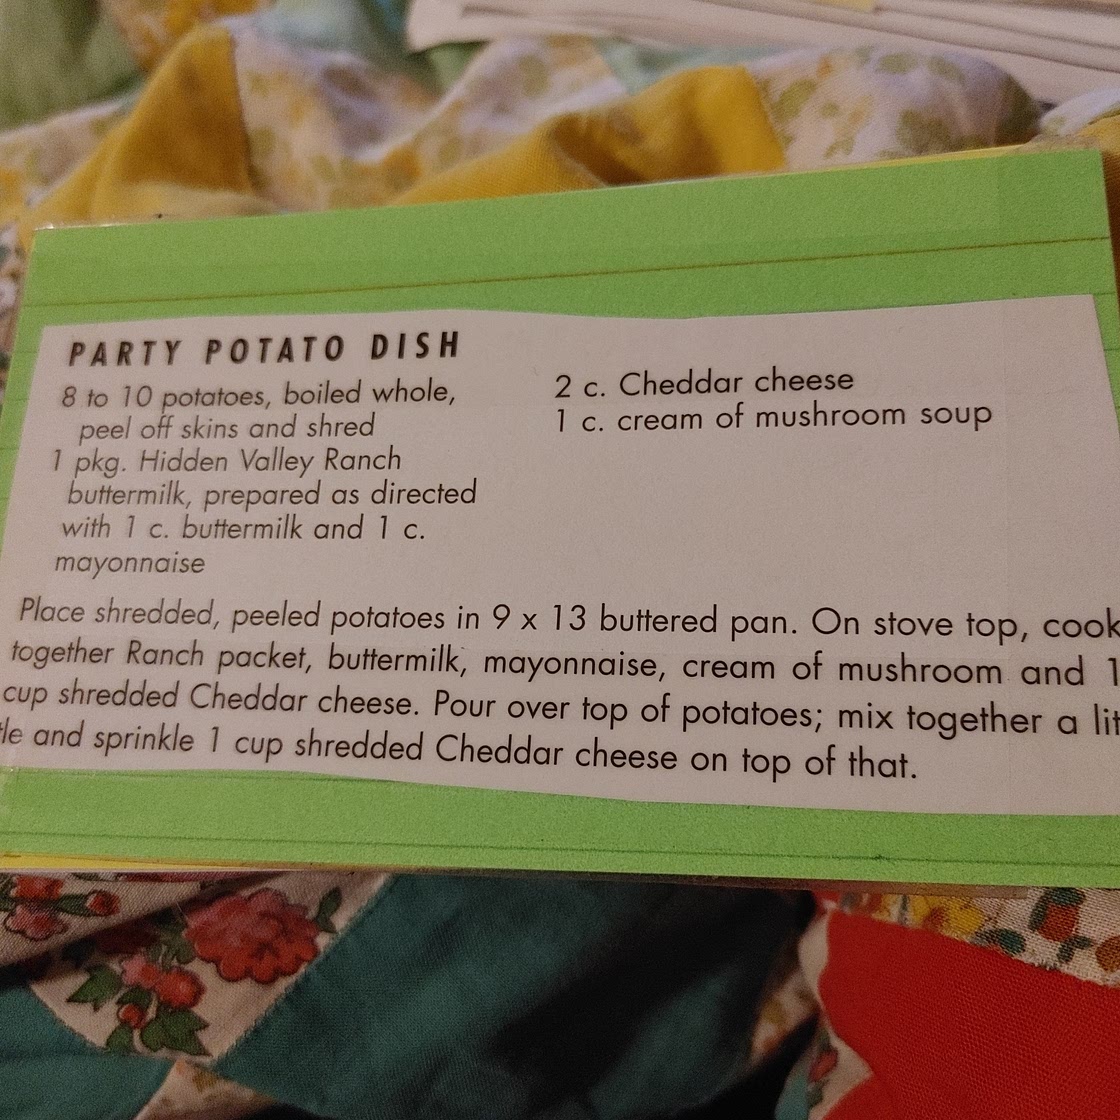 PARTY POTATO DISH
8 to 10 potatoes, boiled whole,
peel off skins and shred
1 pkg. Hidden Valley Ranch
buttermilk, prepared as directed
with 1 c. buttermilk and 1 c.
mayonnaise
2 c. Cheddar cheese
1 c. cream of mushroom soup
Place shredded, peeled potatoes in 9 x 13 buttered pan. On stove top, cook
together Ranch packet, buttermilk, mayonnaise, cream of mushroom and 1
cup shredded Cheddar cheese. Pour over top of potatoes; mix together a lit
tle and sprinkle 1 cup shredded Cheddar cheese on top of that.